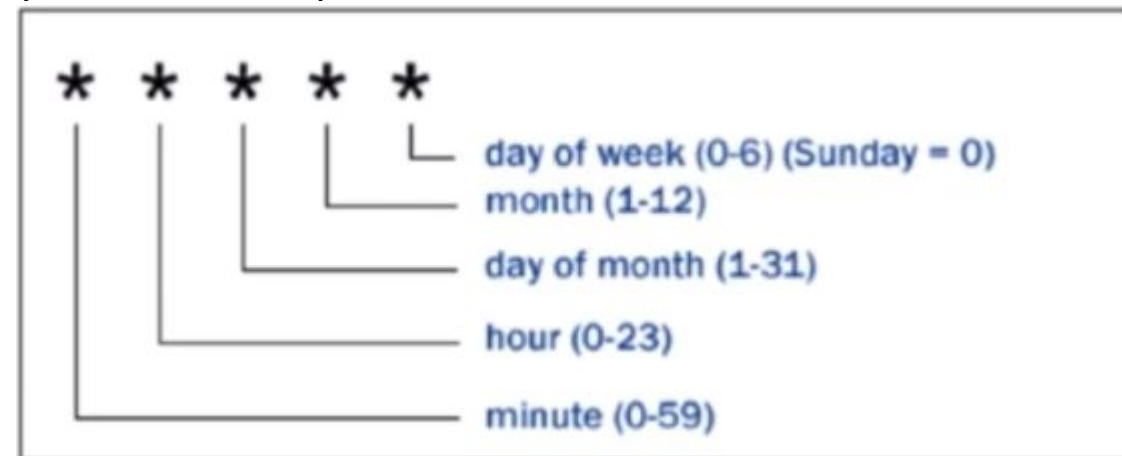 * * * * *
day of week (0-6) (Sunday = 0)
month (1-12)
day of month (1-31)
hour (0-23)
minute (0-59)